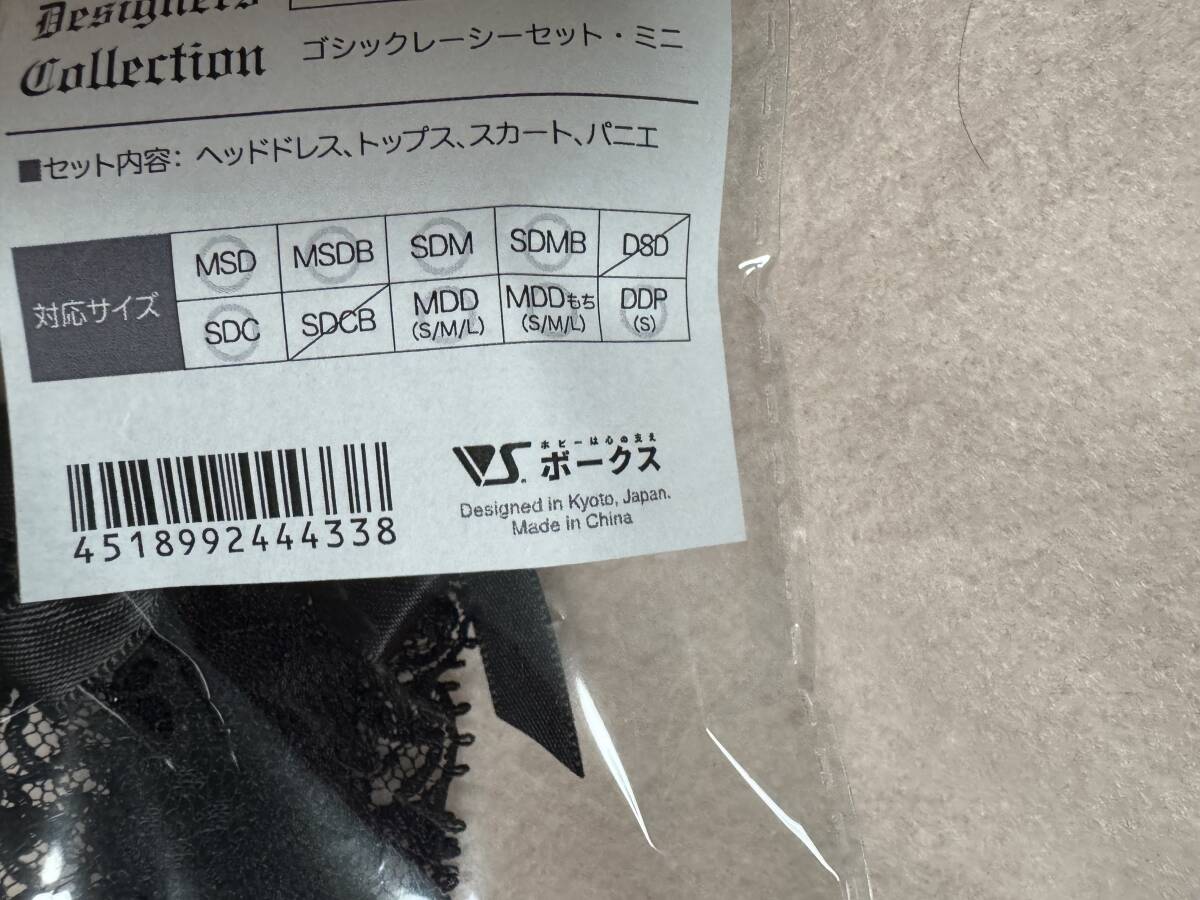 Designers
Collection
ゴシックレーシーセット・ミニ
■セット内容: ヘッドドレス、トップス、スカート、パニエ
対応サイズ
MSD MSDB SDM SDMB DSD
SDC SDCB MDD (S/M/L) MDDもち (S/M/L) DDP (S)
4518992444338
VS.
ホビーは心の支え
ボークス
Designed in Kyoto, Japan.
Made in China